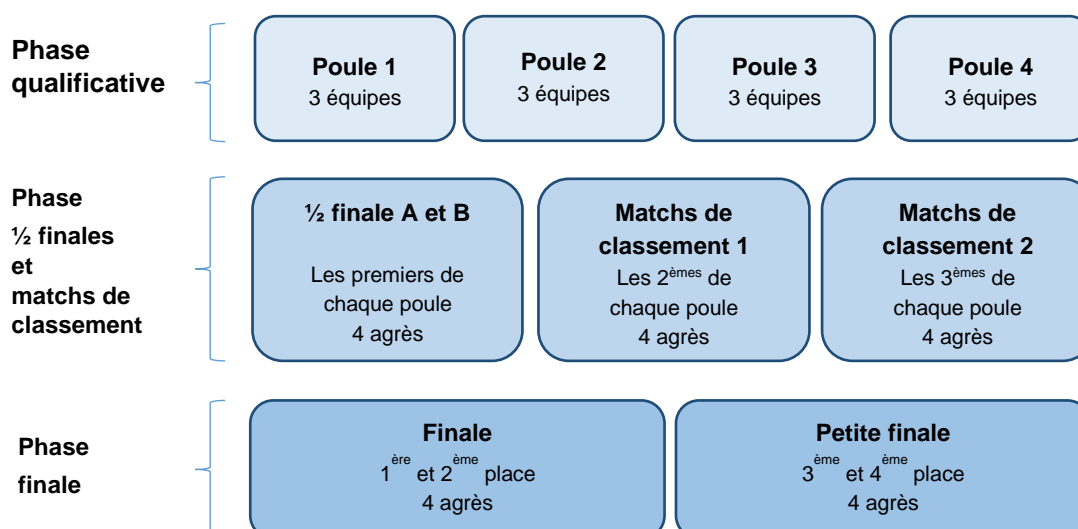 Phase
qualificative
Poule 1
3 équipes
Poule 2
3 équipes
Poule 3
3 équipes
Poule 4
3 équipes
Phase
½ finales
et
matchs de
classement
½ finale A et B
Les premiers de
chaque poule
4 agrès
Matchs de
classement 1
Les 2èmes de
chaque poule
4 agrès
Matchs de
classement 2
Les 3èmes de
chaque poule
4 agrès
Phase
finale
Finale
1ère et 2ème place
4 agrès
Petite finale
3ème et 4ème place
4 agrès